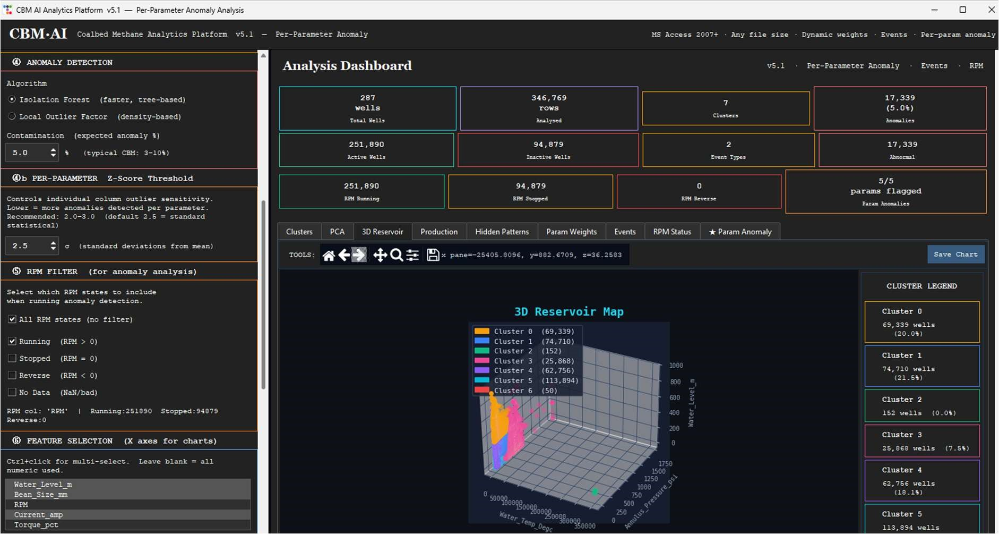 CBM AI Analytics Platform v5.1 — Per-Parameter Anomaly Analysis
CBM·AI Coalbed Methane Analytics Platform v5.1 — Per-Parameter Anomaly
MS Access 2007+ · Any file size · Dynamic weights · Events · Per-param anomaly
④ ANOMALY DETECTION
Algorithm
Isolation Forest (faster, tree-based)
Local Outlier Factor (density-based)
Contamination (expected anomaly %)
5.0 % (typical CBM: 3-10%)
④b PER-PARAMETER Z-Score Threshold
Controls individual column outlier sensitivity.
Lower = more anomalies detected per parameter.
Recommended: 2.0-3.0 (default 2.5 = standard
statistical)
2.5 σ (standard deviations from mean)
⑤ RPM FILTER (for anomaly analysis)
Select which RPM states to include
when running anomaly detection.
All RPM states (no filter)
Running (RPM > 0)
Stopped (RPM = 0)
Reverse (RPM < 0)
No Data (NaN/bad)
RPM col: 'RPM' | Running:251890 Stopped:94879
Reverse:0
⑥ FEATURE SELECTION (X axes for charts)
Ctrl+click for multi-select. Leave blank = all
numeric used.
Water_Level_m
Bean_Size_mm
RPM
Current_amp
Torque_pct
Analysis Dashboard
v5.1 · Per-Parameter Anomaly · Events · RPM
287
wells
Total Wells
346,769
rows
Analysed
7
Clusters
17,339
(5.0%)
Anomalies
251,890
Active Wells
94,879
Inactive Wells
2
Event Types
17,339
Abnormal
251,890
RPM Running
94,879
RPM Stopped
0
RPM Reverse
5/5
params flagged
Param Anomalies
Clusters PCA 3D Reservoir Production Hidden Patterns Param Weights Events RPM Status ★ Param Anomaly
TOOLS: x pane=-25405.8096, y=882.6709, z=36.2583
Save Chart
3D Reservoir Map
Cluster 0 (69,339)
Cluster 1 (74,710)
Cluster 2 (152)
Cluster 3 (25,868)
Cluster 4 (62,756)
Cluster 5 (113,894)
Cluster 6 (50)
1000
800
600
400
200
0
Water_Level_m
1750
1500
1250
1000
750
500
250
0
Annulus_Pressure_psi
0
50000
100000
150000
200000
250000
300000
350000
Water_Temp_Degc
CLUSTER LEGEND
Cluster 0
69,339 wells
(20.0%)
Cluster 1
74,710 wells
(21.5%)
Cluster 2
152 wells (0.0%)
Cluster 3
25,868 wells (7.5%)
Cluster 4
62,756 wells
(18.1%)
Cluster 5
113,894 wells